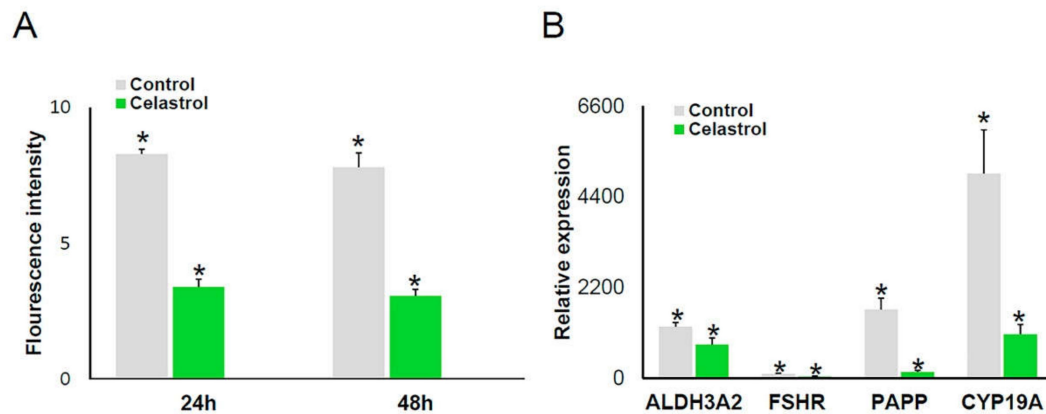 A
Control
Celastrol
10
5
0
Flourescence intensity
*
*
*
*
24h 48h
B
Control
Celastrol
6600
4400
2200
0
Relative expression
*
*
*
*
*
*
*
*
ALDH3A2 FSHR PAPP CYP19A